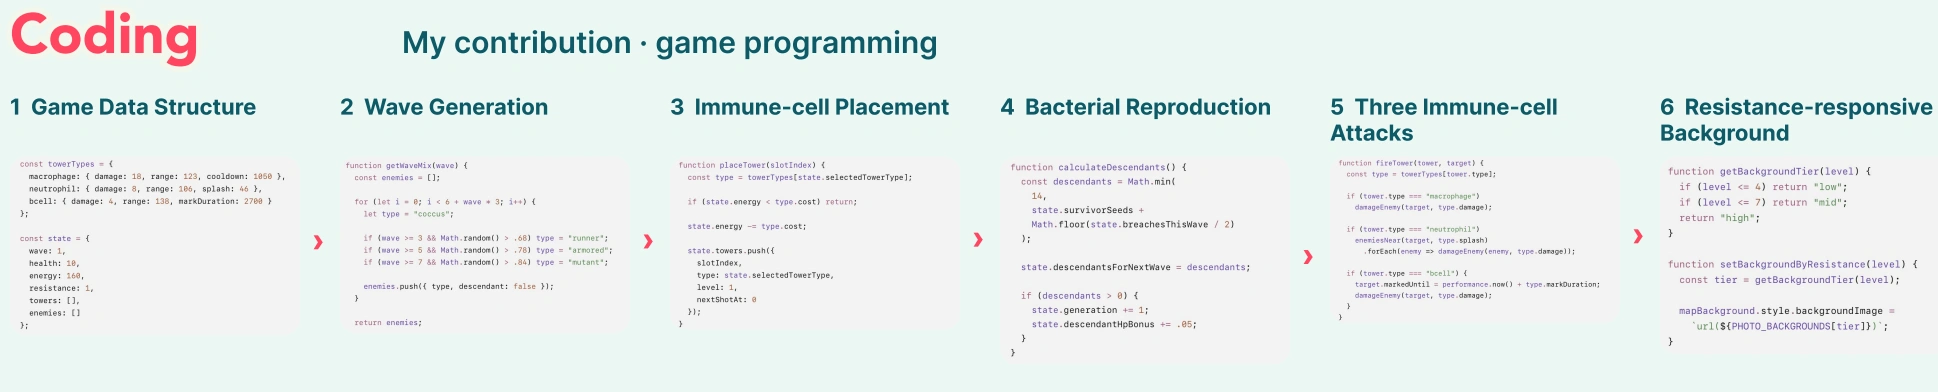 Coding
My contribution · game programming
1 Game Data Structure
const towerTypes = {
macrophage: { damage: 18, range: 123, cooldown: 1050 },
neutrophil: { damage: 8, range: 106, splash: 46 },
bcell: { damage: 4, range: 138, markDuration: 2700 }
};
const state = {
wave: 1,
health: 10,
energy: 160,
resistance: 1,
towers: [],
enemies: []
};
›
2 Wave Generation
function getWaveMix(wave) {
const enemies = [];
for (let i = 0; i < 6 + wave * 3; i++) {
let type = "coccus";
if (wave >= 3 && Math.random() > .68) type = "runner";
if (wave >= 5 && Math.random() > .78) type = "armored";
if (wave >= 7 && Math.random() > .84) type = "mutant";
enemies.push({ type, descendant: false });
}
return enemies;
›
3 Immune-cell Placement
function placeTower(slotIndex) {
const type = towerTypes[state.selectedTowerType];
if (state.energy < type.cost) return;
state.energy -= type.cost;
state.towers.push({
slotIndex,
type: state.selectedTowerType,
level: 1,
nextShotAt: 0
});
}
›
4 Bacterial Reproduction
function calculateDescendants() {
const descendants = Math.min(
14,
state.survivorSeeds +
Math.floor(state.breachesThisWave / 2)
);
state.descendantsForNextWave = descendants;
if (descendants > 0) {
state.generation += 1;
state.descendantHpBonus += .05;
}
}
›
5 Three Immune-cell
Attacks
function fireTower(tower, target) {
const type = towerTypes[tower.type];
if (tower.type === "macrophage")
damageEnemy(target, type.damage);
if (tower.type === "neutrophil")
enemiesNear(target, type.splash)
.forEach(enemy => damageEnemy(enemy, type.damage));
if (tower.type === "bcell") {
target.markedUntil = performance.now() + type.markDuration;
damageEnemy(target, type.damage);
}
}
›
6 Resistance-responsive
Background
function getBackgroundTier(level) {
if (level <= 4) return "low";
if (level <= 7) return "mid";
return "high";
}
function setBackgroundByResistance(level) {
const tier = getBackgroundTier(level);
mapBackground.style.backgroundImage =
`url(${PHOTO_BACKGROUNDS[tier]})`;
}